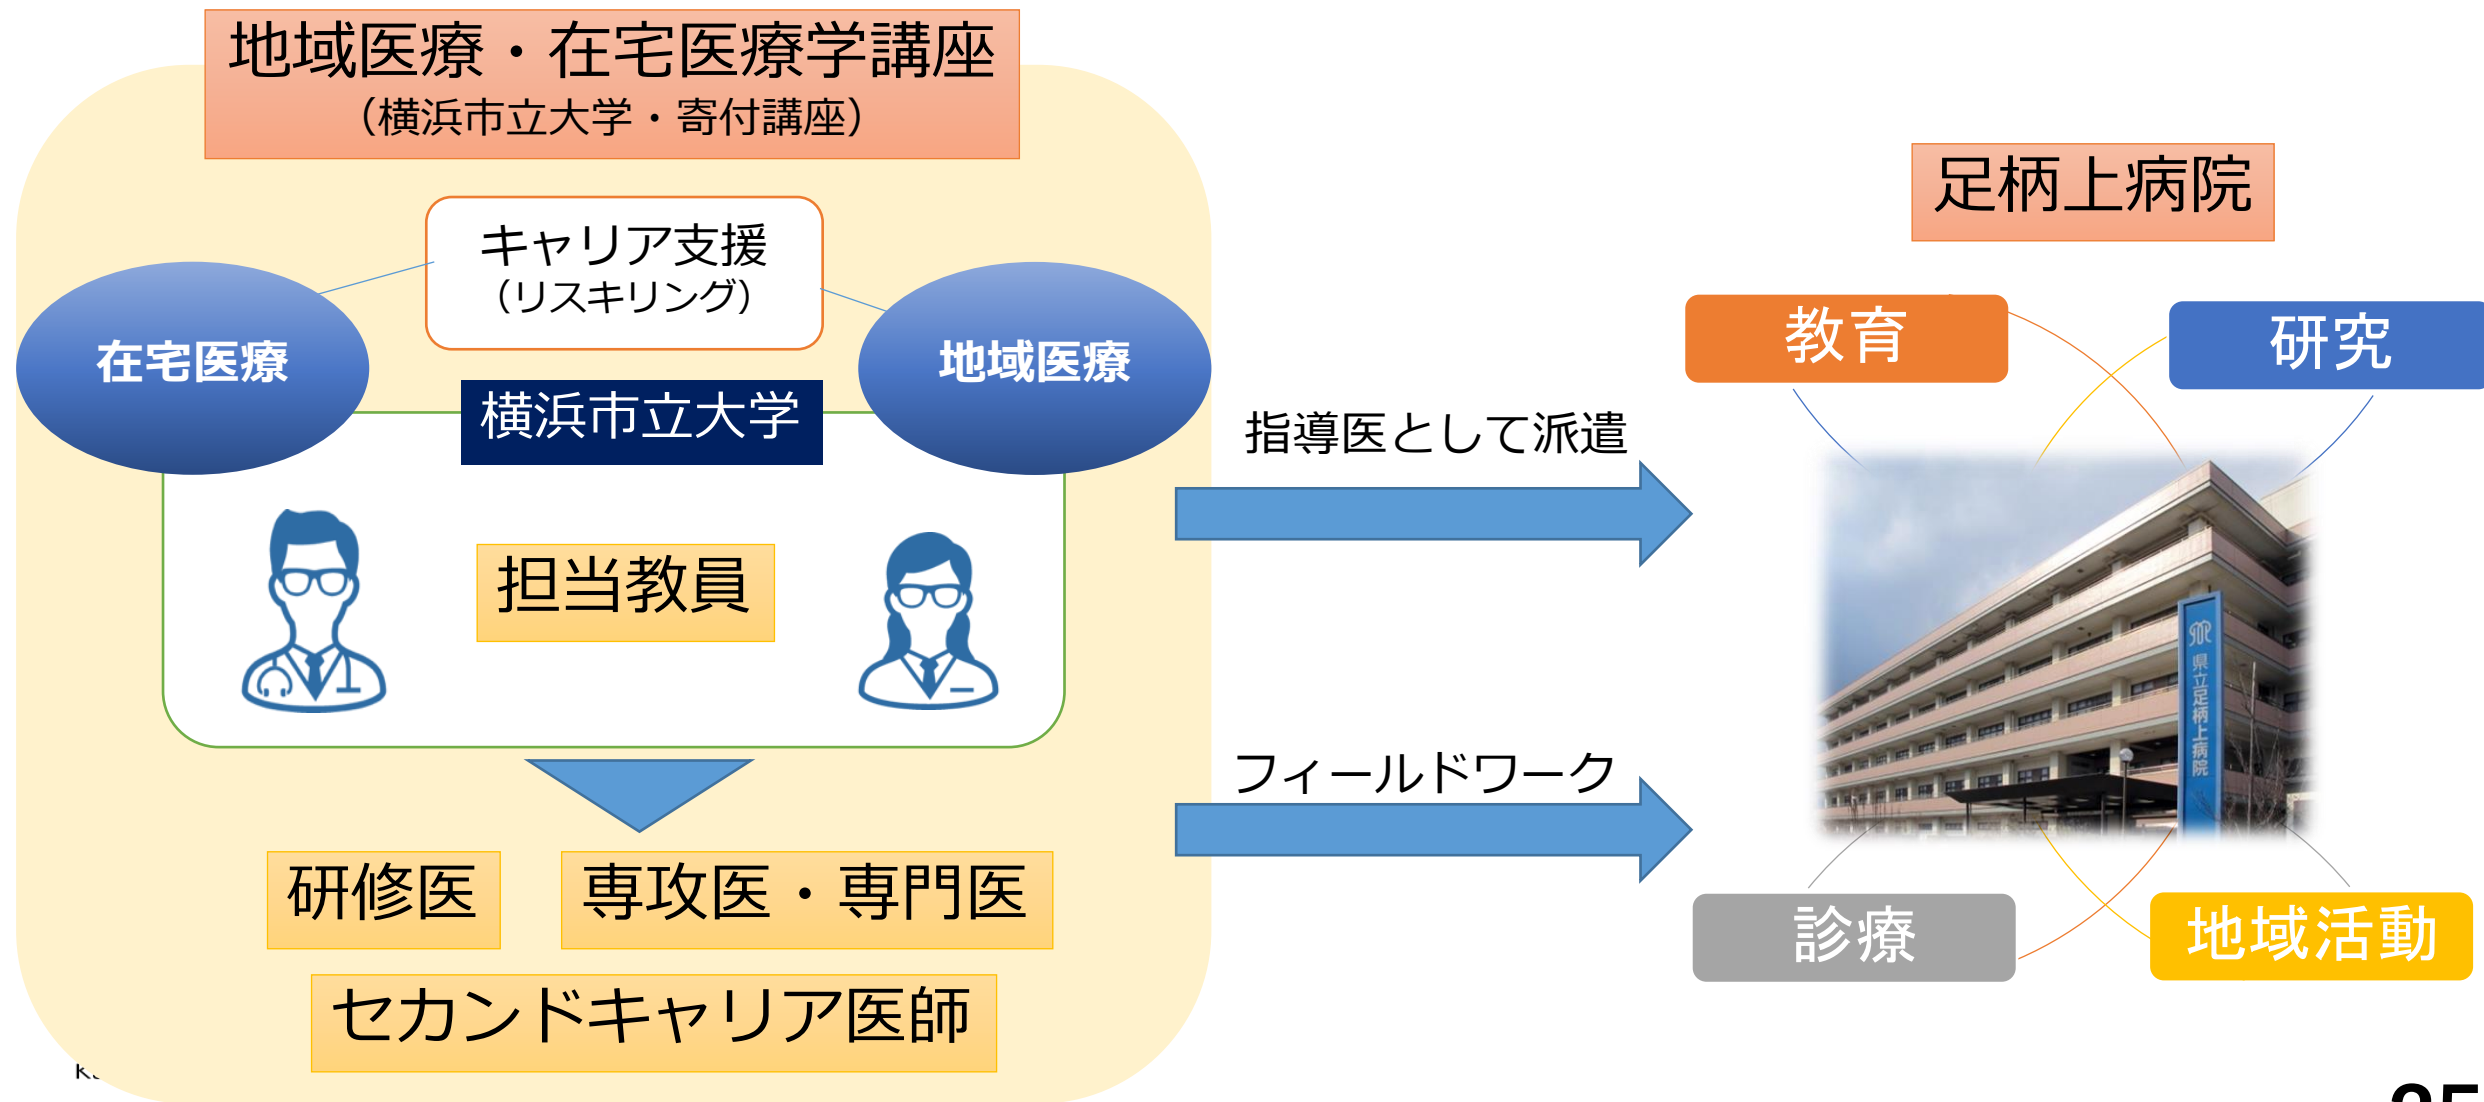 地域医療・在宅医療学講座
（横浜市立大学・寄付講座）
キャリア支援
（リスキリング）
在宅医療
地域医療
横浜市立大学
担当教員
研修医
専攻医・専門医
セカンドキャリア医師
指導医として派遣
フィールドワーク
足柄上病院
教育
研究
県立足柄上病院
診療
地域活動